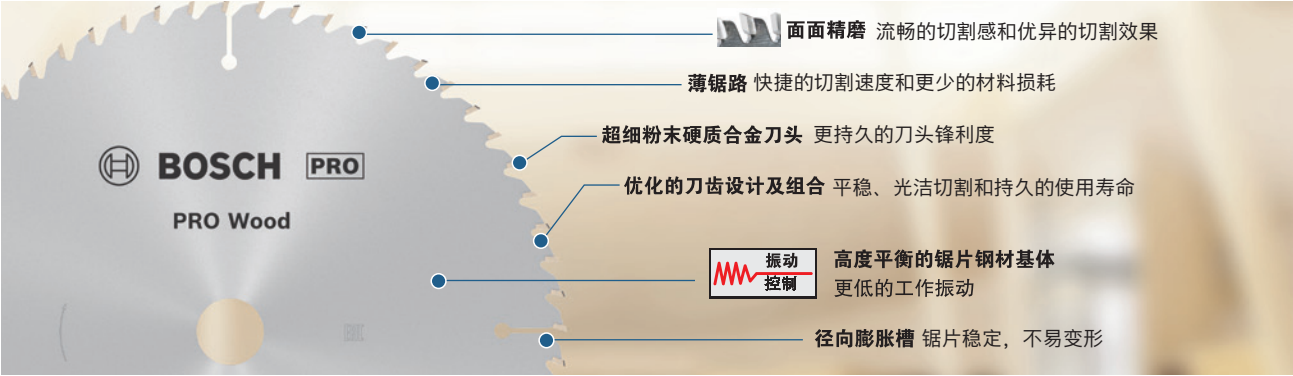 面面精磨 流畅的切割感和优异的切割效果
薄锯路 快捷的切割速度和更少的材料损耗
超细粉末硬质合金刀头 更持久的刀头锋利度
BOSCH PRO
优化的刀齿设计及组合 平稳、光洁切割和持久的使用寿命
PRO Wood
振动
控制
高度平衡的锯片钢材基体
更低的工作振动
径向膨胀槽 锯片稳定，不易变形